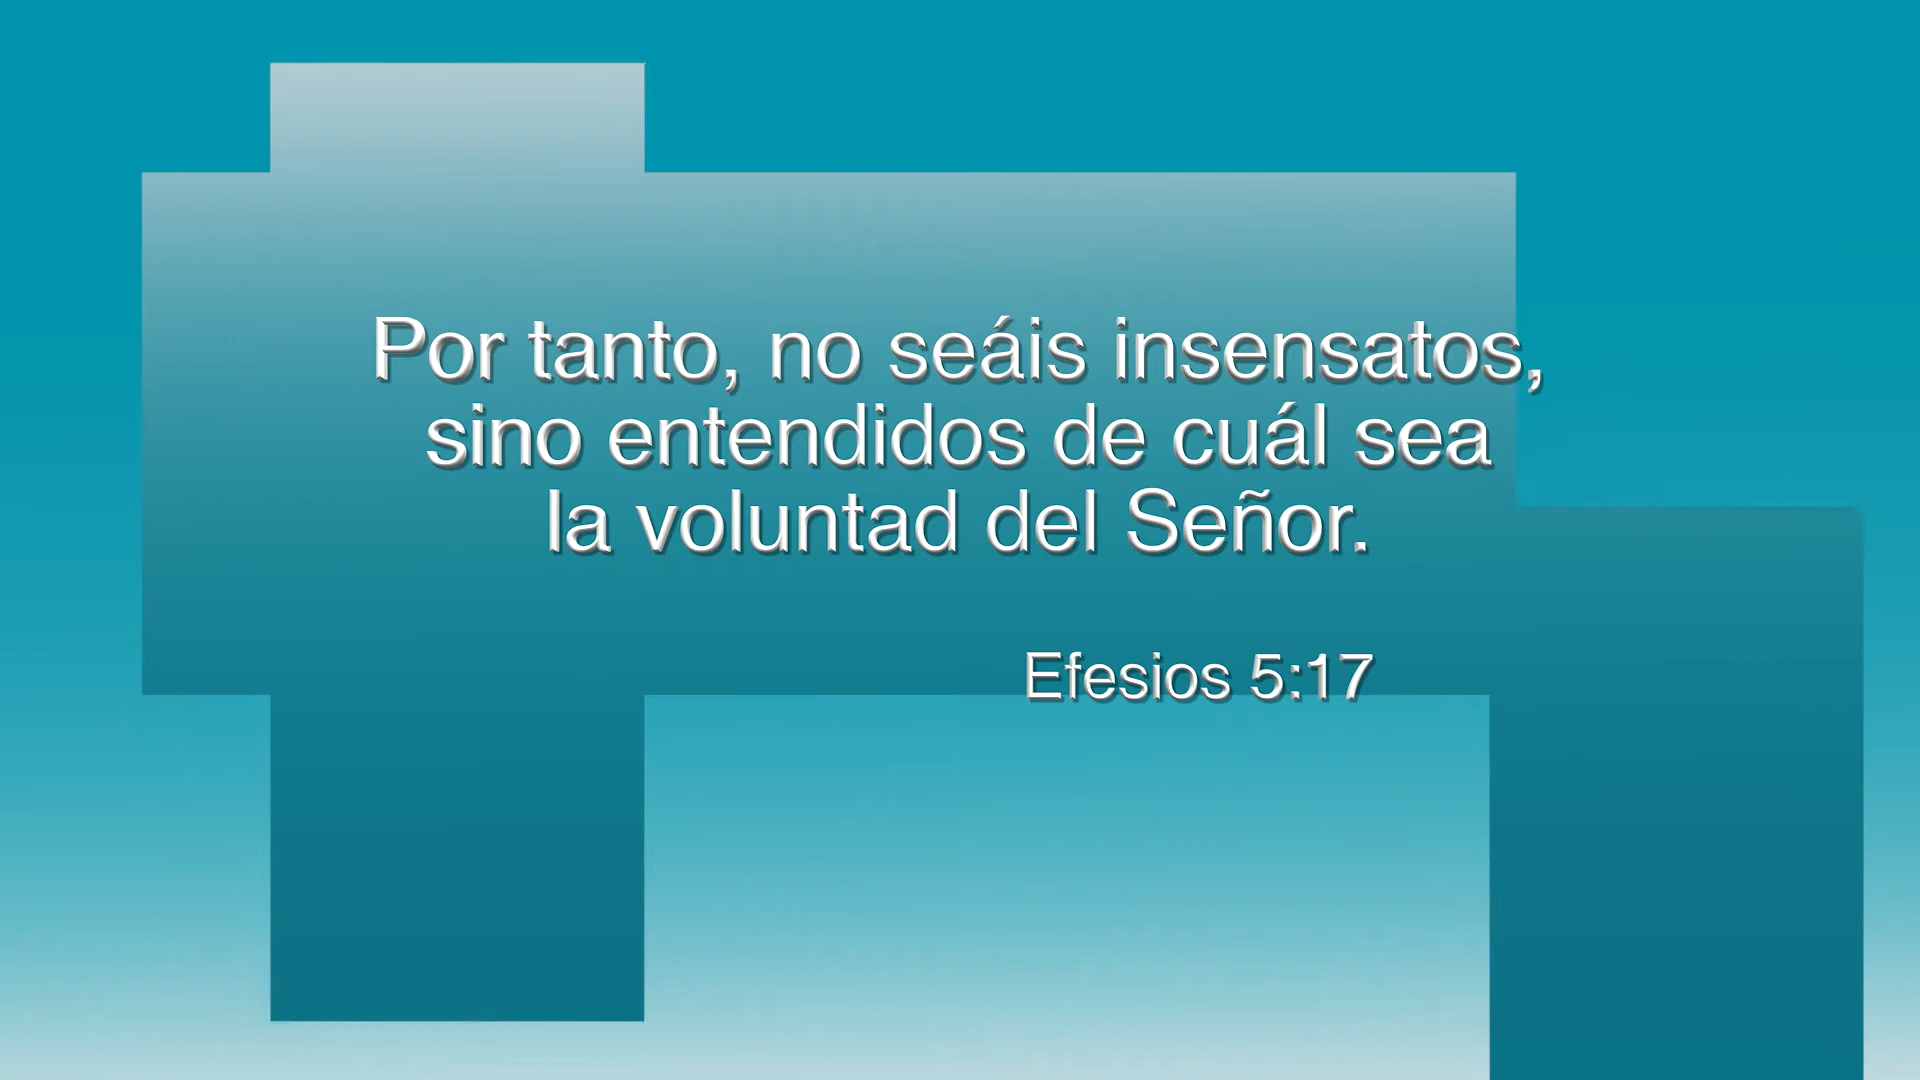 Por tanto, no seáis insensatos,
sino entendidos de cuál sea
la voluntad del Señor.
Efesios 5:17